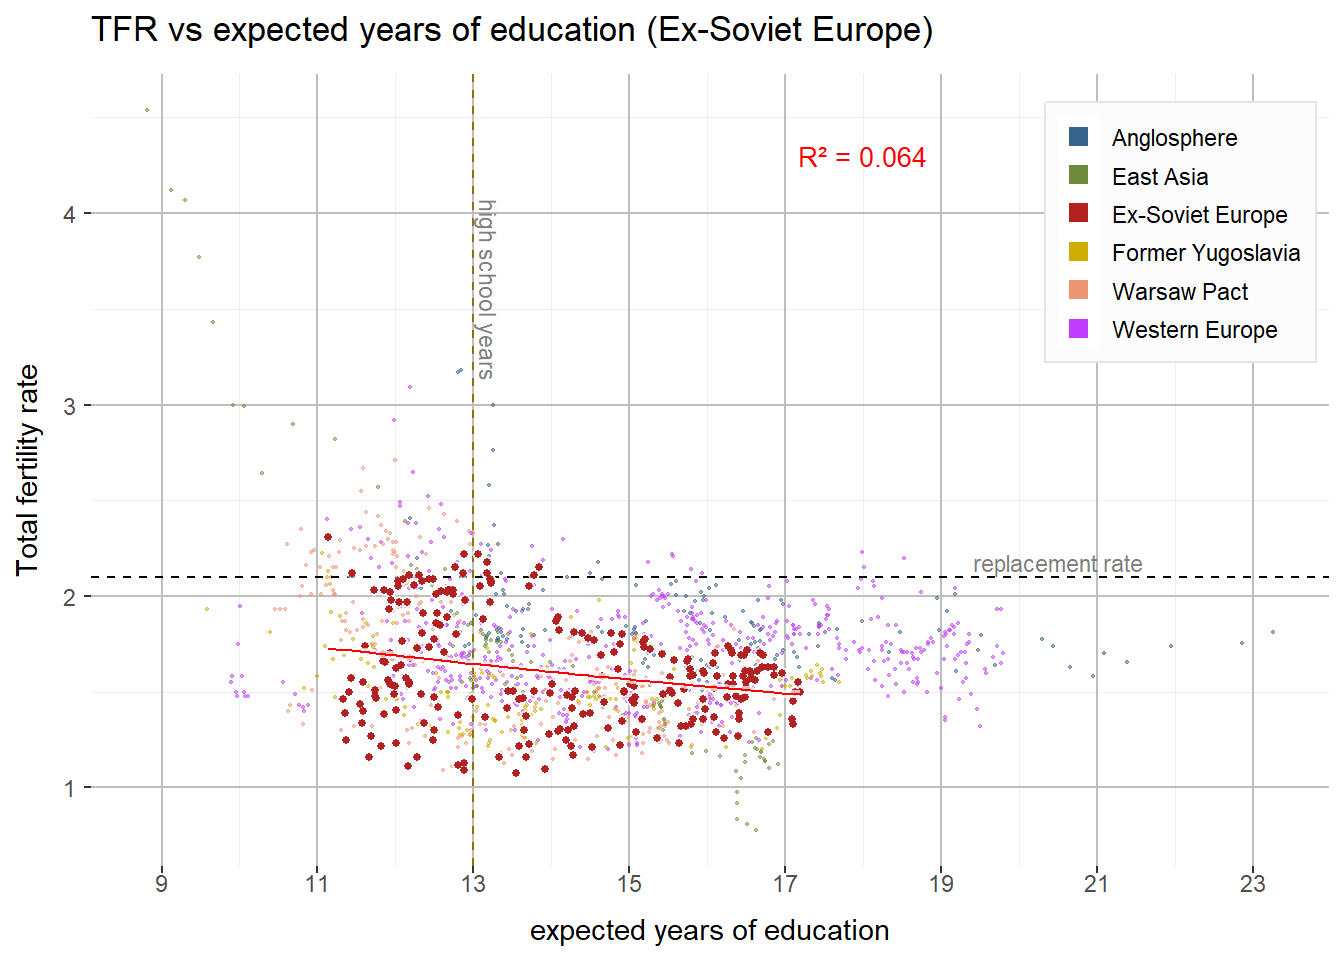 TFR vs expected years of education (Ex-Soviet Europe)
R² = 0.064
Anglosphere
East Asia
Ex-Soviet Europe
Former Yugoslavia
Warsaw Pact
Western Europe
high school years
replacement rate
Total fertility rate
4
3
2
1
9 11 13 15 17 19 21 23
expected years of education